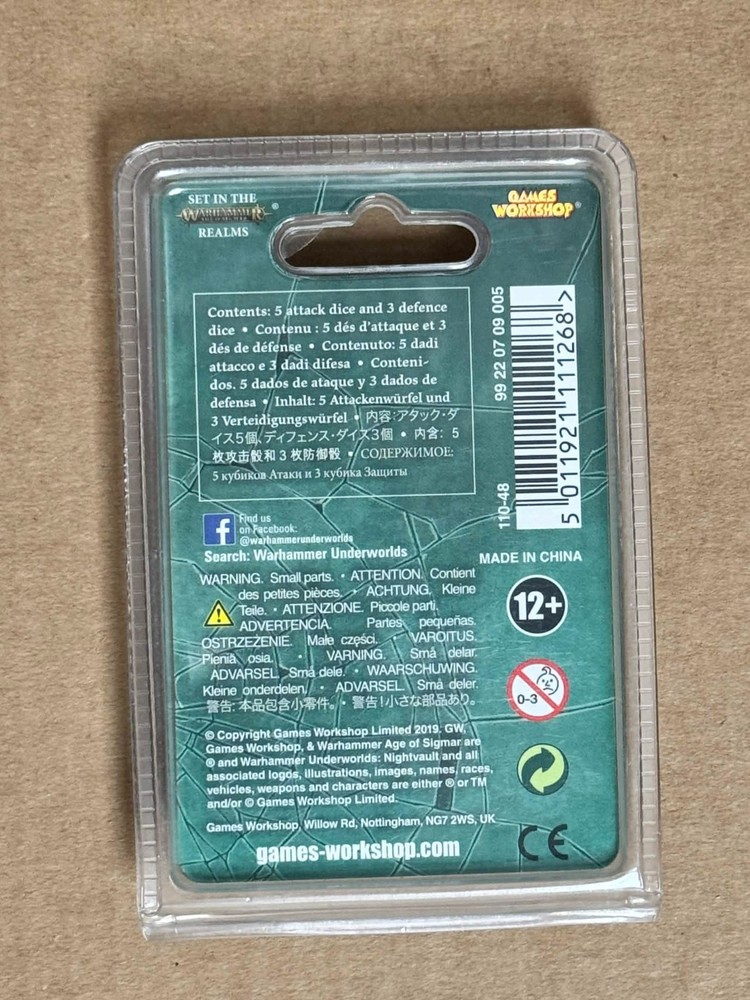 SET IN THE
WARHAMMER®
REALMS
GAMES
WORKSHOP®
Contents: 5 attack dice and 3 defence
dice • Contenu : 5 dés d'attaque et 3
dés de défense • Contenuto: 5 dadi
attacco e 3 dadi difesa • Conteni-
dos. 5 dados de ataque y 3 dados de
defensa • Inhalt: 5 Attackenwürfel und
3 Verteidigungswürfel • 内容:アタック・ダ
イス5個、ディフェンス・ダイス3個 • 内含: 5
枚攻击骰和 3 枚防御骰 • СОДЕРЖИМОЕ:
5 кубиков Атаки и 3 кубика Защиты
99 22 07 09 005
110-48
5 011921 111268 >
f
Find us
on Facebook:
@warhammerunderworlds
Search: Warhammer Underworlds
MADE IN CHINA
WARNING. Small parts. • ATTENTION. Contient
des petites pièces. • ACHTUNG. Kleine
Teile. • ATTENZIONE. Piccole parti.
ADVERTENCIA. Partes pequeñas.
OSTRZEŻENIE. Małe części. • VAROITUS.
Pieniä osia. • VARNING. Små delar.
ADVARSEL. Små dele. • WAARSCHUWING.
Kleine onderdelen. • ADVARSEL. Små deler.
警告: 本品包含小零件。 • 警告!小さな部品あり。
12+
0-3
© Copyright Games Workshop Limited 2019. GW,
Games Workshop, & Warhammer Age of Sigmar are
® and Warhammer Underworlds: Nightvault and all
associated logos, illustrations, images, names, races,
vehicles, weapons and characters are either ® or TM
and/or © Games Workshop Limited.
Games Workshop, Willow Rd, Nottingham, NG7 2WS, UK
games-workshop.com
CE